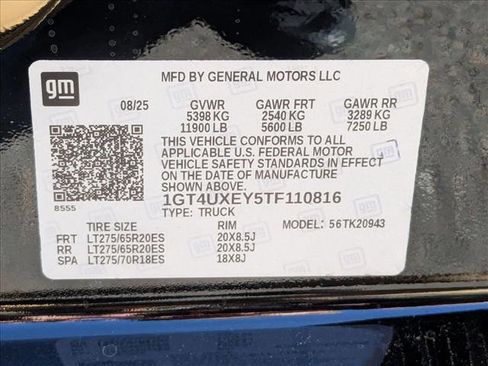 gm
MFD BY GENERAL MOTORS LLC
08/25 GVWR GAWR FRT GAWR RR
5398 KG 2540 KG 3289 KG
11900 LB 5600 LB 7250 LB
THIS VEHICLE CONFORMS TO ALL
APPLICABLE U.S. FEDERAL MOTOR
VEHICLE SAFETY STANDARDS IN EFFECT
ON THE DATE OF MANUFACTURE
SHOWN ABOVE.
8555
1GT4UXEY5TF110816
TYPE: TRUCK
TIRE SIZE RIM MODEL: 56TK20943
FRT LT275/65R20ES 20X8.5J
RR LT275/65R20ES 20X8.5J
SPA LT275/70R18ES 18X8J